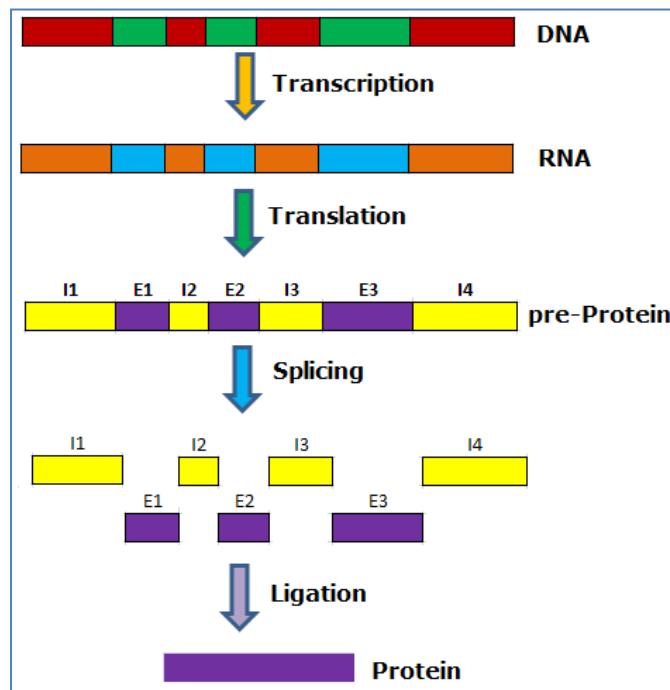 DNA
Transcription
RNA
Translation
I1 E1 I2 E2 I3 E3 I4
pre-Protein
Splicing
I1 I2 I3 I4
E1 E2 E3
Ligation
Protein